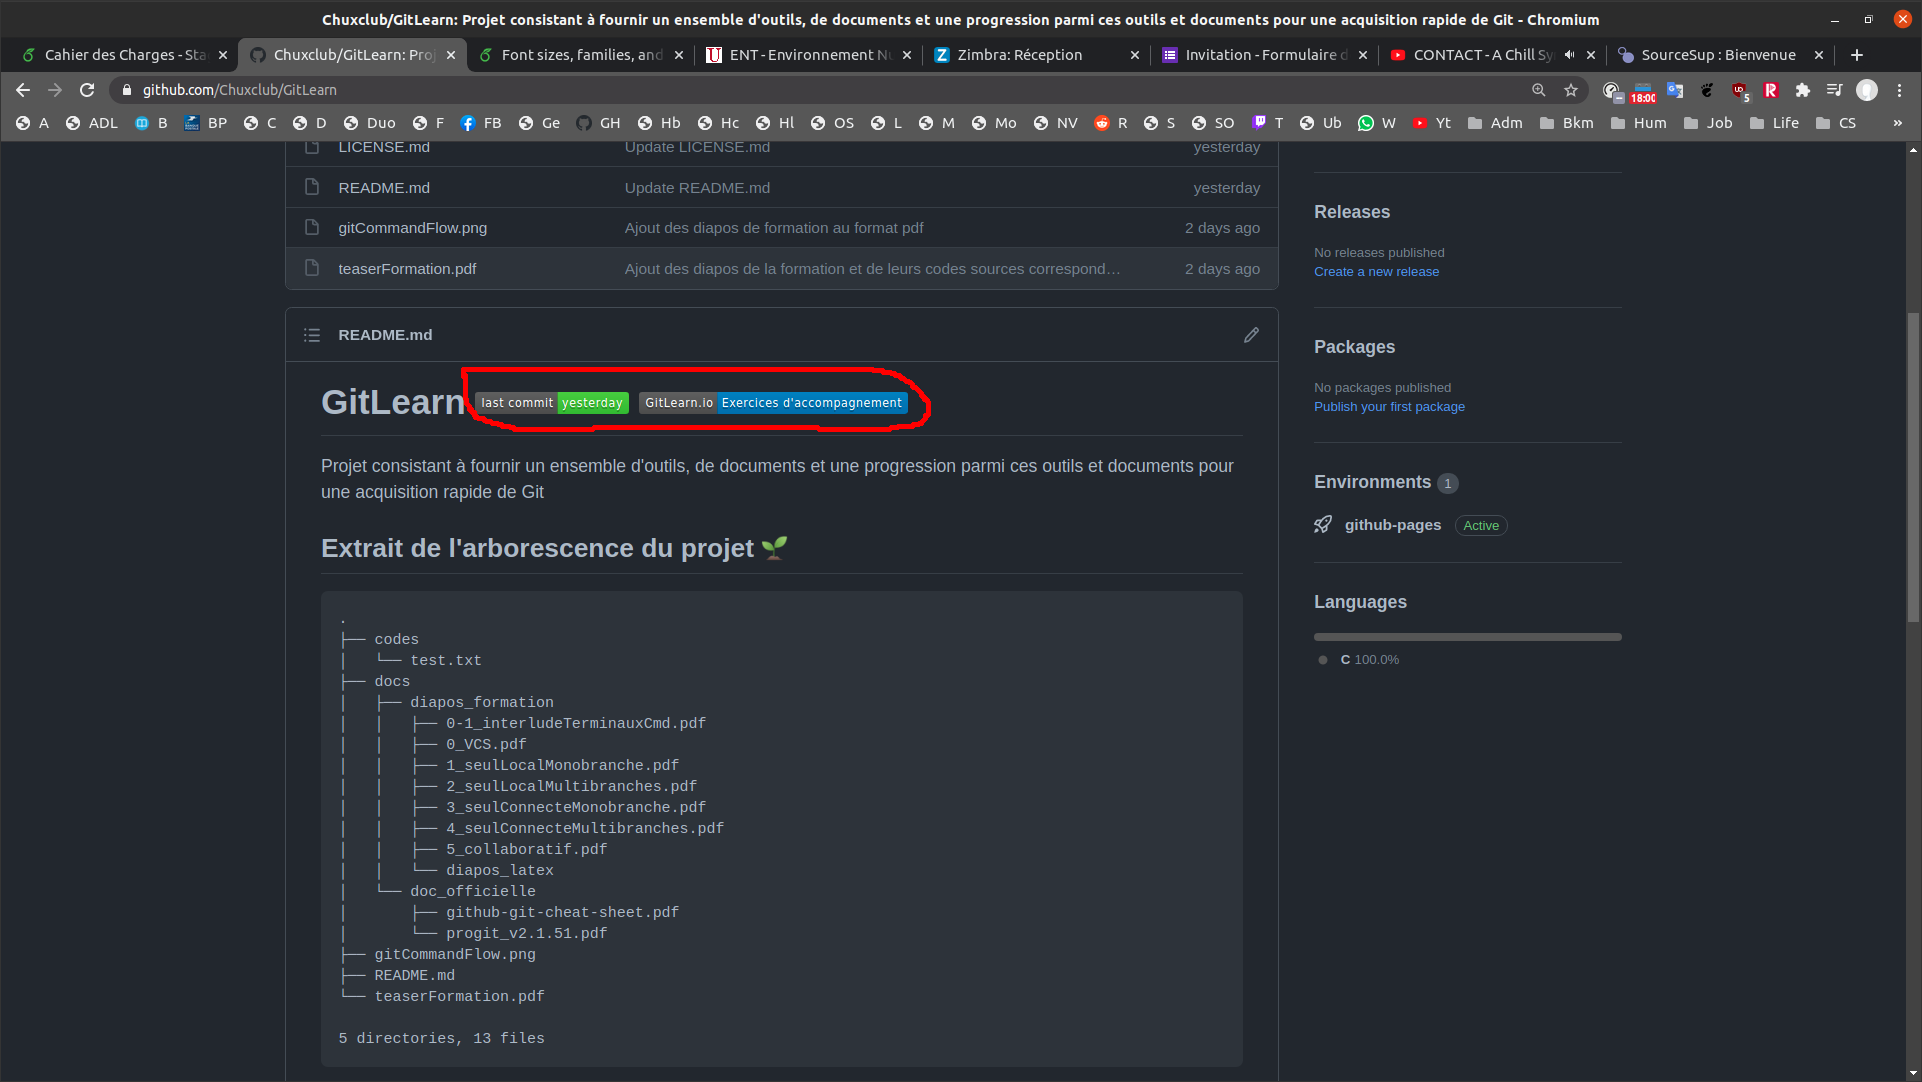 Chuxclub/GitLearn: Projet consistant à fournir un ensemble d'outils, de documents et une progression parmi ces outils et documents pour une acquisition rapide de Git - Chromium
Cahier des Charges - Sta
Chuxclub/GitLearn: Proj
Font sizes, families, and
ENT - Environnement Nu
Zimbra: Réception
Invitation - Formulaire d
CONTACT - A Chill Sy
SourceSup : Bienvenue
github.com/Chuxclub/GitLearn
18:00
5
A ADL B BP C D Duo F FB Ge GH Hb Hc Hl OS L M Mo NV R S SO T Ub W Yt Adm Bkm Hum Job Life CS »
LICENSE.md Update LICENSE.md yesterday
README.md Update README.md yesterday
gitCommandFlow.png Ajout des diapos de formation au format pdf 2 days ago
teaserFormation.pdf Ajout des diapos de la formation et de leurs codes sources correspond… 2 days ago
README.md
GitLearn last commit yesterday GitLearn.io Exercices d'accompagnement
Projet consistant à fournir un ensemble d'outils, de documents et une progression parmi ces outils et documents pour
une acquisition rapide de Git
Extrait de l'arborescence du projet 🌱
.
├── codes
│   └── test.txt
├── docs
│   ├── diapos_formation
│   │   ├── 0-1_interludeTerminauxCmd.pdf
│   │   ├── 0_VCS.pdf
│   │   ├── 1_seulLocalMonobranche.pdf
│   │   ├── 2_seulLocalMultibranches.pdf
│   │   ├── 3_seulConnecteMonobranche.pdf
│   │   ├── 4_seulConnecteMultibranches.pdf
│   │   ├── 5_collaboratif.pdf
│   │   └── diapos_latex
│   └── doc_officielle
│       ├── github-git-cheat-sheet.pdf
│       └── progit_v2.1.51.pdf
├── gitCommandFlow.png
├── README.md
└── teaserFormation.pdf
5 directories, 13 files
Releases
No releases published
Create a new release
Packages
No packages published
Publish your first package
Environments 1
github-pages Active
Languages
C 100.0%